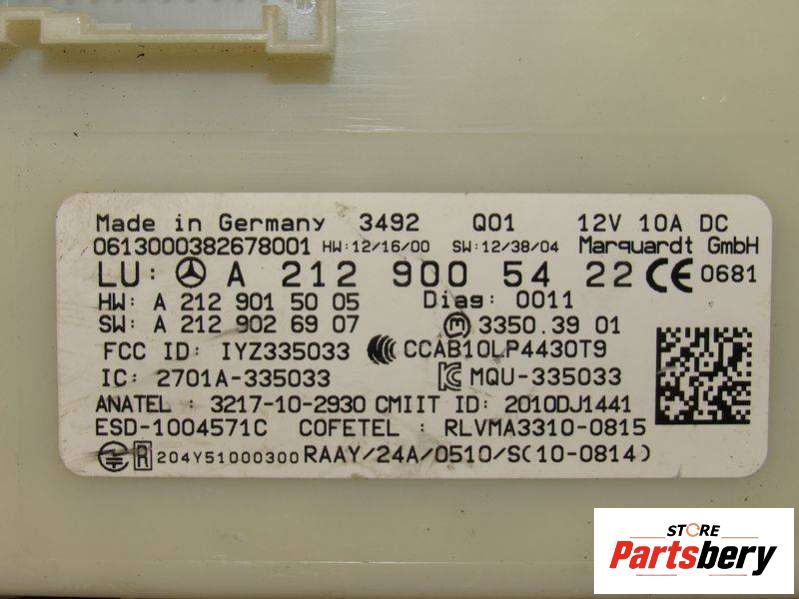 Made in Germany 3492 Q01 12V 10A DC
0613000382678001 HW:12/16/00 SW:12/38/04 Marquardt GmbH
LU: A 212 900 54 22 CE 0681
HW: A 212 901 50 05 Diag: 0011
SW: A 212 902 69 07 m 3350.3901
FCC ID: IYZ335033 CCAB10LP4430T9
IC: 2701A-335033 MQU-335033
ANATEL: 3217-10-2930 CMIIT ID: 2010DJ1441
ESD-1004571C COFETEL: RLVMA3310-0815
R 204Y51000300 RAAY/24A/0510/S(10-0814)
STORE
Partsbery